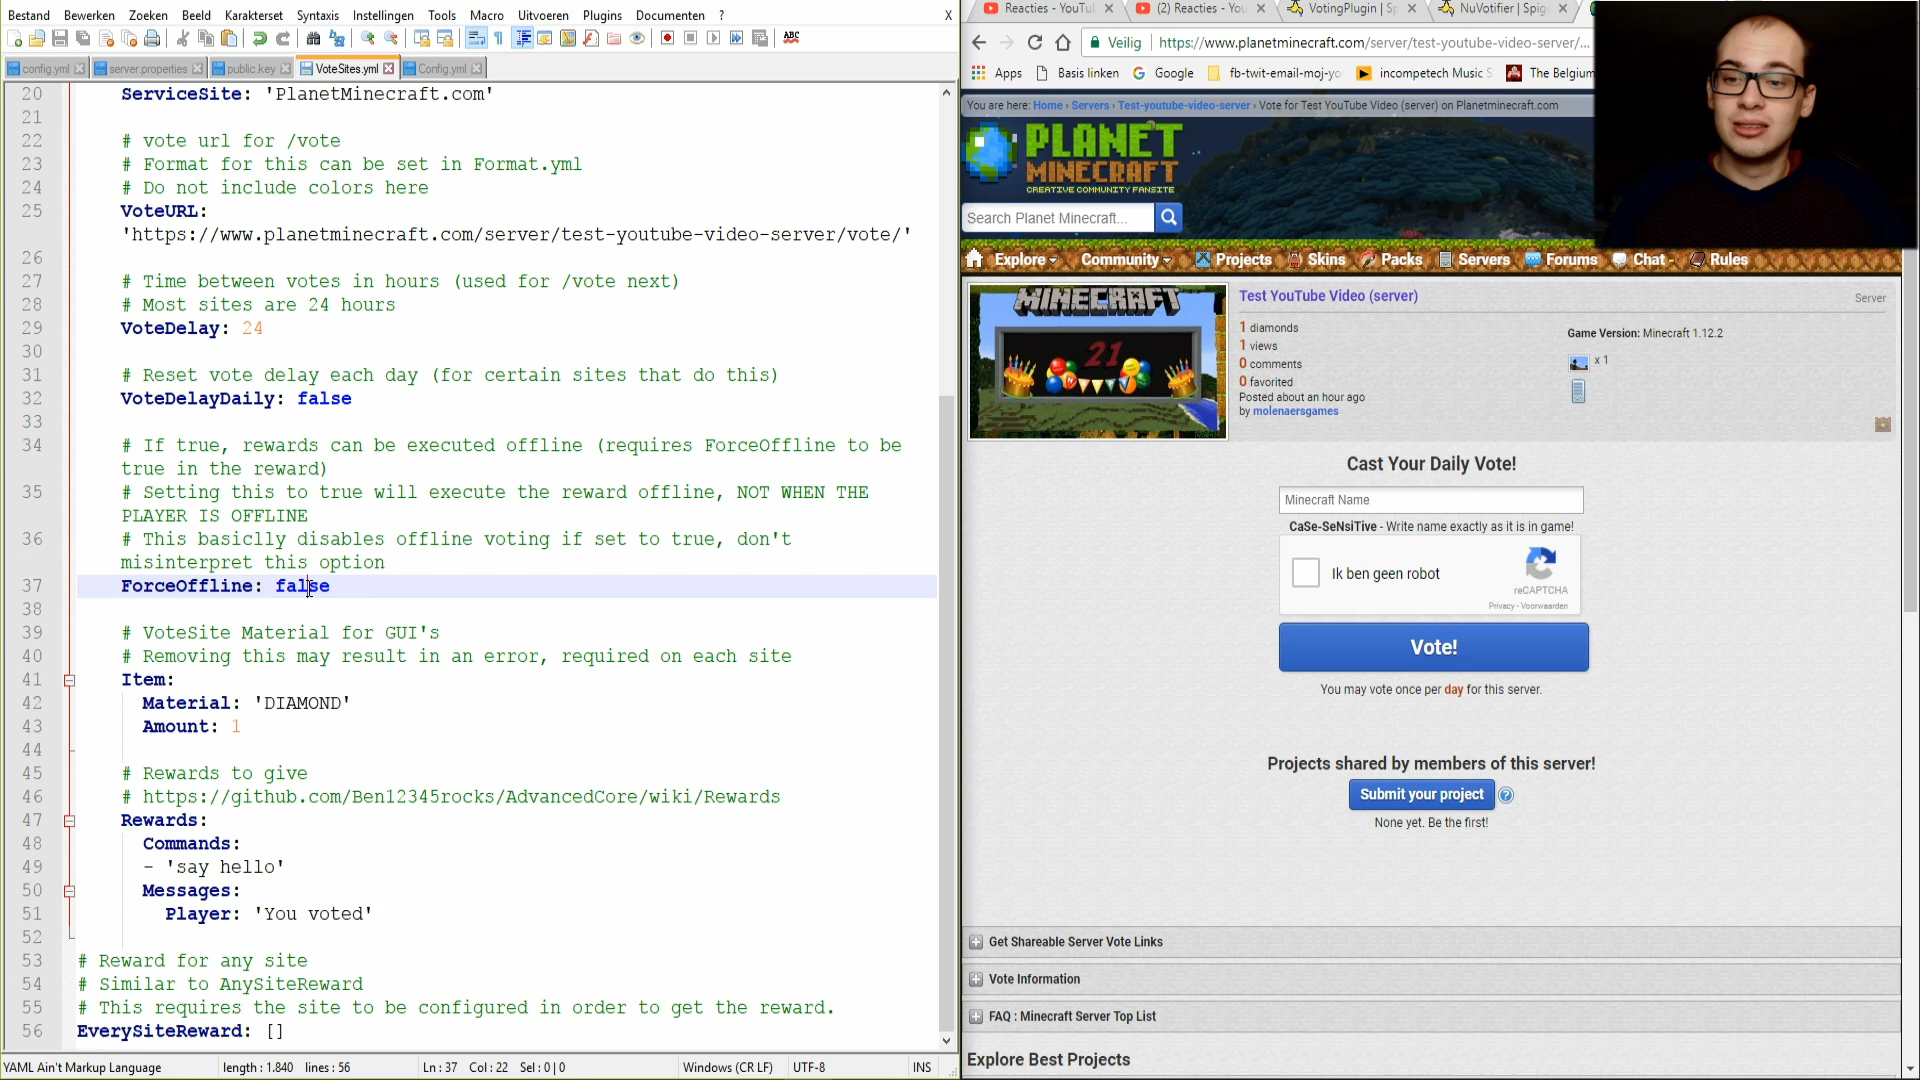 Bestand Bewerken Zoeken Beeld Karakterset Syntaxis Instellingen Tools Macro Uitvoeren Plugins Documenten ? X
config.yml server.properties public.key VoteSites.yml Config.yml
20 ServiceSite: 'PlanetMinecraft.com'
21
22 # vote url for /vote
23 # Format for this can be set in Format.yml
24 # Do not include colors here
25 VoteURL:
'https://www.planetminecraft.com/server/test-youtube-video-server/vote/'
26
27 # Time between votes in hours (used for /vote next)
28 # Most sites are 24 hours
29 VoteDelay: 24
30
31 # Reset vote delay each day (for certain sites that do this)
32 VoteDelayDaily: false
33
34 # If true, rewards can be executed offline (requires ForceOffline to be
true in the reward)
35 # Setting this to true will execute the reward offline, NOT WHEN THE
PLAYER IS OFFLINE
36 # This basiclly disables offline voting if set to true, don't
misinterpret this option
37 ForceOffline: false
38
39 # VoteSite Material for GUI's
40 # Removing this may result in an error, required on each site
41 Item:
42 Material: 'DIAMOND'
43 Amount: 1
44
45 # Rewards to give
46 # https://github.com/Ben12345rocks/AdvancedCore/wiki/Rewards
47 Rewards:
48 Commands:
49 - 'say hello'
50 Messages:
51 Player: 'You voted'
52
53 # Reward for any site
54 # Similar to AnySiteReward
55 # This requires the site to be configured in order to get the reward.
56 EverySiteReward: []
YAML Ain't Markup Language length : 1.840 lines : 56 Ln : 37 Col : 22 Sel : 0 | 0 Windows (CR LF) UTF-8 INS
Reacties - YouTu (2) Reacties - You VotingPlugin | Sp NuVotifier | Spig
Veilig https://www.planetminecraft.com/server/test-youtube-video-server/...
Apps Basis linken Google fb-twit-email-moj-yo incompetech Music S The Belgium
You are here: Home › Servers › Test-youtube-video-server › Vote for Test YouTube Video (server) on Planetminecraft.com
PLANET
MINECRAFT
CREATIVE COMMUNITY FANSITE
Search Planet Minecraft...
Explore Community Projects Skins Packs Servers Forums Chat Rules
MINECRAFT
21
Test YouTube Video (server) Server
1 diamonds
1 views
0 comments
0 favorited
Posted about an hour ago
by molenaersgames
Game Version: Minecraft 1.12.2
x 1
Cast Your Daily Vote!
Minecraft Name
CaSe-SeNsiTive - Write name exactly as it is in game!
Ik ben geen robot
reCAPTCHA
Privacy - Voorwaarden
Vote!
You may vote once per day for this server.
Projects shared by members of this server!
Submit your project ?
None yet. Be the first!
Get Shareable Server Vote Links
Vote Information
FAQ : Minecraft Server Top List
Explore Best Projects